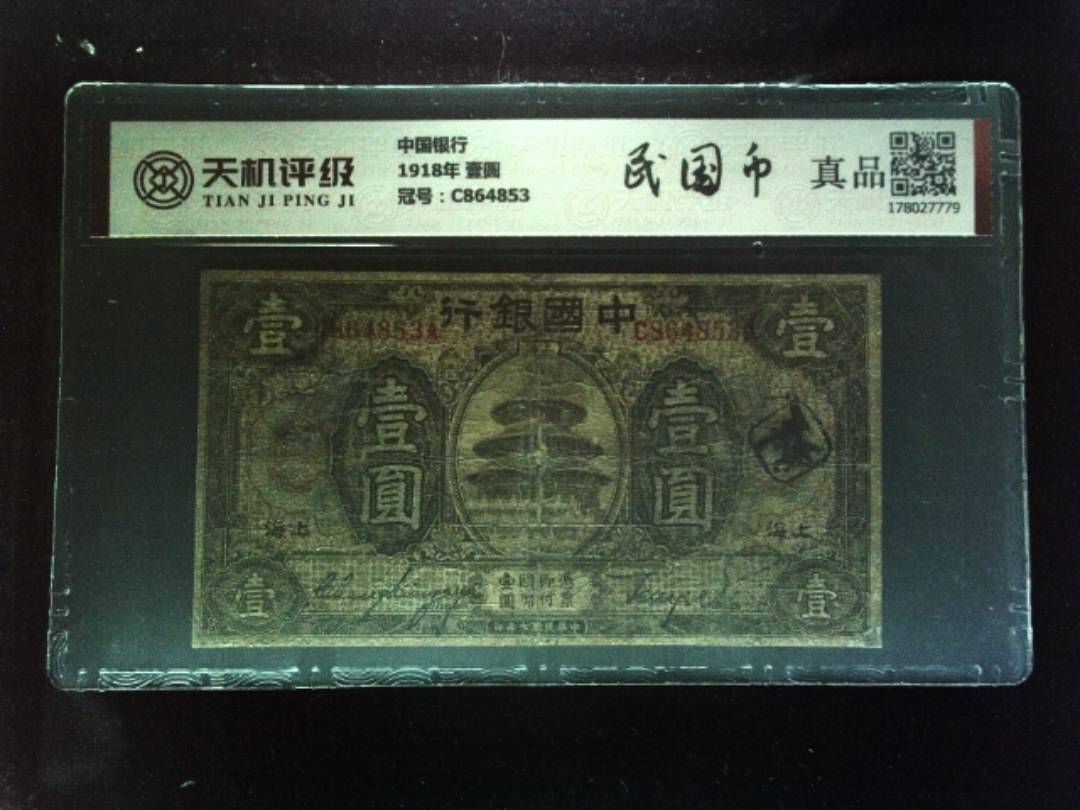 天机评级
TIAN JI PING JI
中国银行
1918年 壹圆
冠号：C864853
民国币
真品
178027779
行銀國中
C864853A
C864853
壹
壹
壹圓
壹圓
海上
海上
壹
壹